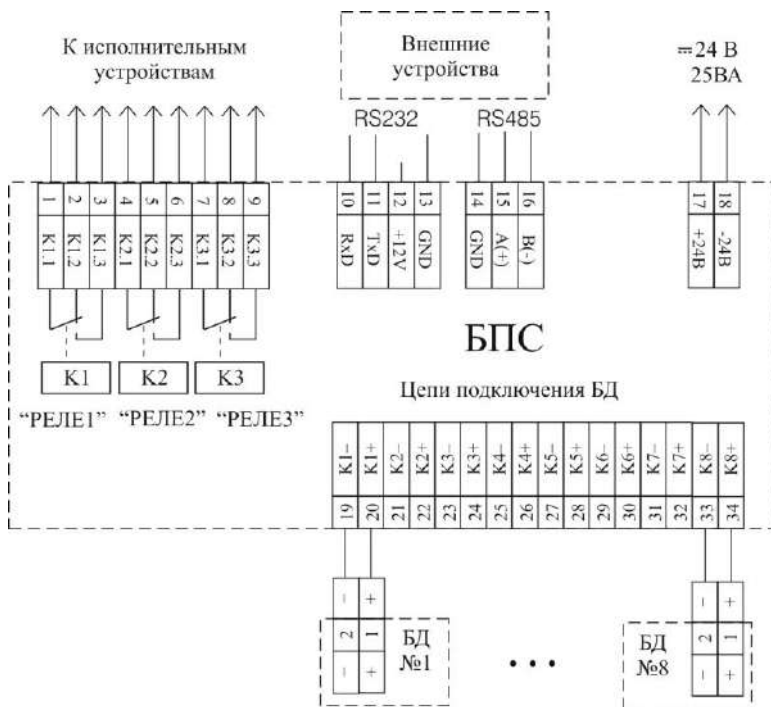 К исполнительным
устройствам
Внешние
устройства
24 В
25ВА
RS232
RS485
1 2 3 4 5 6 7 8 9
K1.1 K1.2 K1.3 K2.1 K2.2 K2.3 K3.1 K3.2 K3.3
10 11 12 13
RxD TxD +12V GND
14 15 16
GND A(+) B(-)
17 18
+24В -24В
K1 K2 K3
“РЕЛЕ1” “РЕЛЕ2” “РЕЛЕ3”
БПС
Цепи подключения БД
K1– K1+ K2– K2+ K3– K3+ K4– K4+ K5– K5+ K6– K6+ K7– K7+ K8– K8+
19 20 21 22 23 24 25 26 27 28 29 30 31 32 33 34
– +
2 1
– +
БД
№1
• • •
БД
№8
– +
2 1
– +